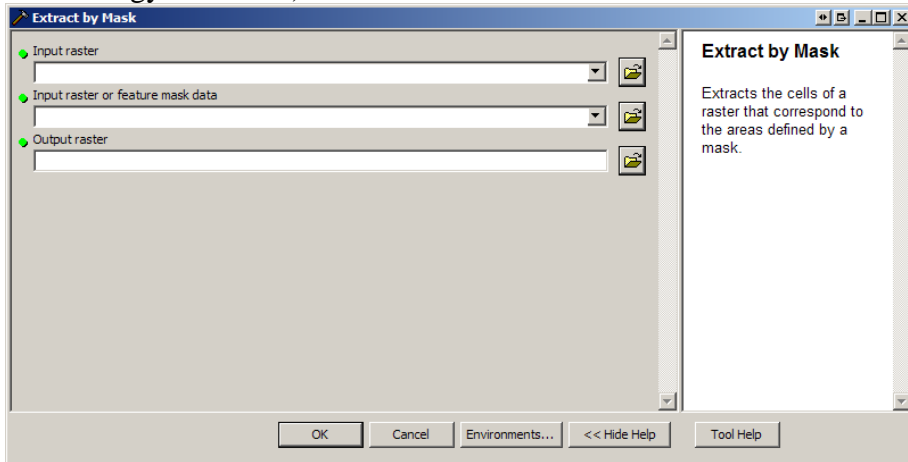 Extract by Mask
Input raster
Input raster or feature mask data
Output raster
Extract by Mask
Extracts the cells of a
raster that correspond to
the areas defined by a
mask.
OK
Cancel
Environments...
<< Hide Help
Tool Help